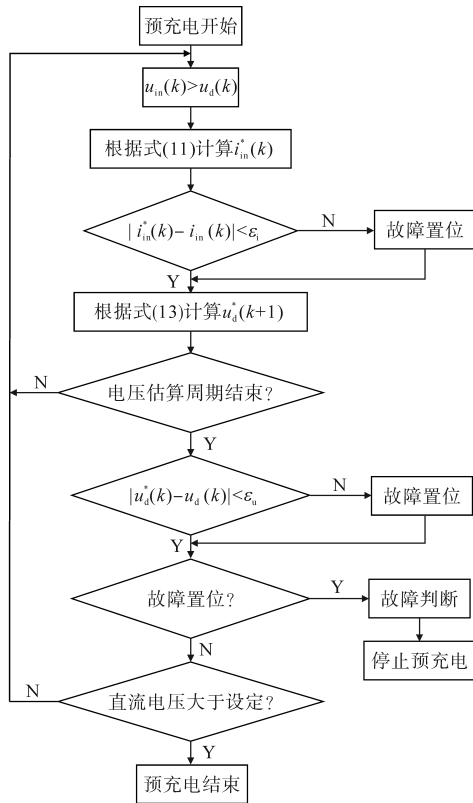 预充电开始
u_in(k)>u_d(k)
根据式(11)计算i*_in(k)
|i*_in(k)−i_in(k)|<ε_i
N
故障置位
Y
根据式(13)计算u*_d(k+1)
N
电压估算周期结束?
Y
|u*_d(k)−u_d(k)|<ε_u
N
故障置位
Y
故障置位?
Y
故障判断
N
停止预充电
N
直流电压大于设定?
Y
预充电结束